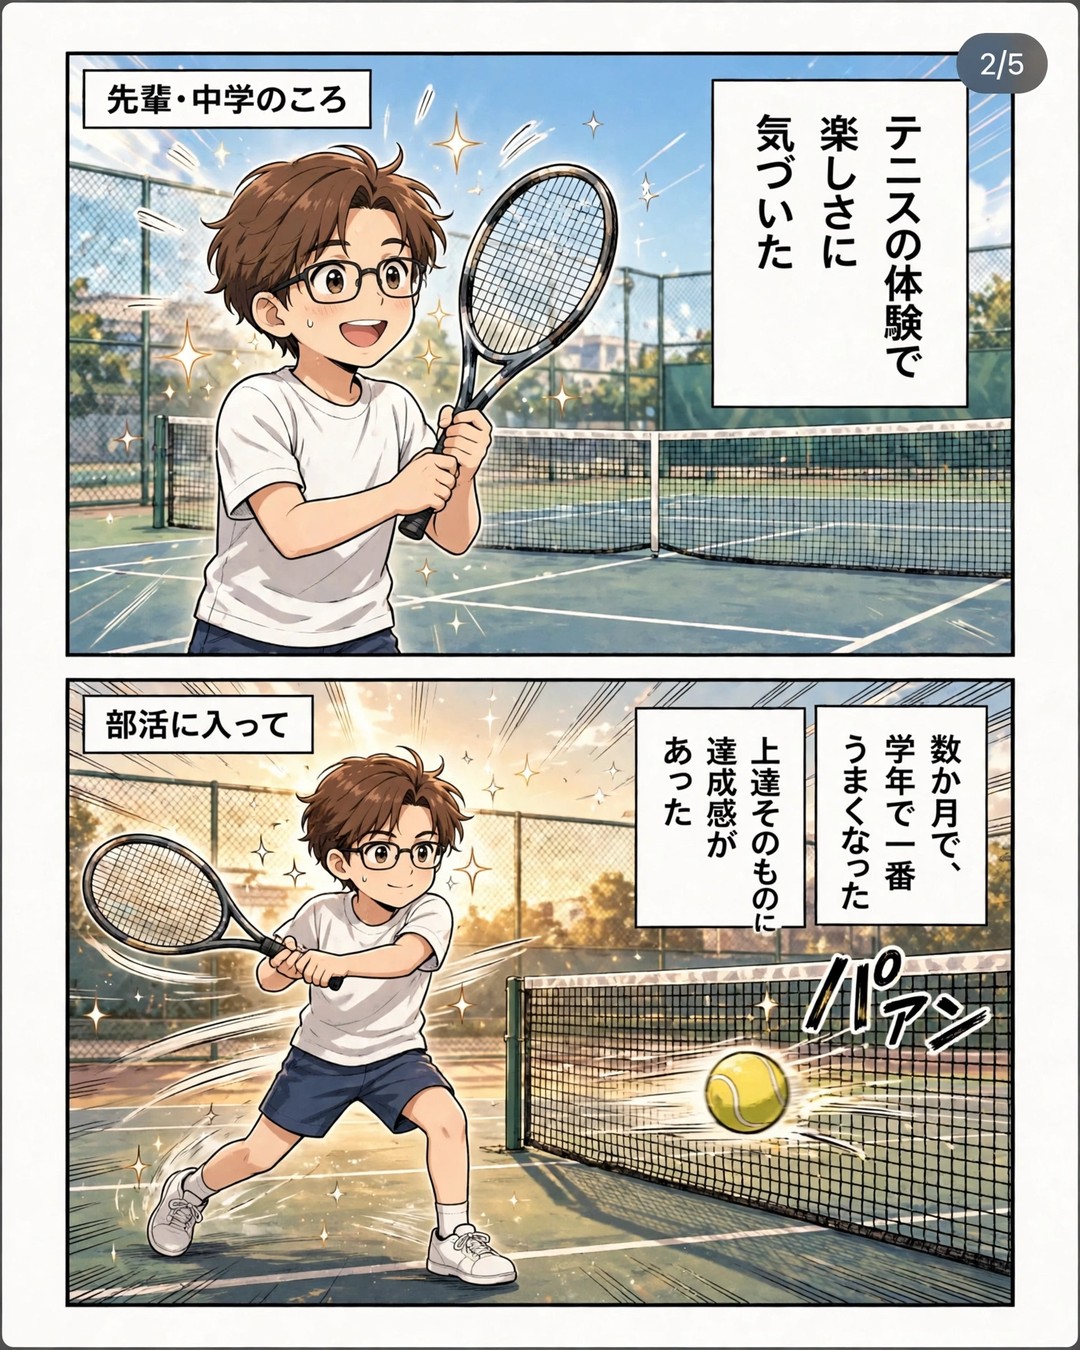 2/5
先輩・中学のころ
テニスの体験で
楽しさに
気づいた
部活に入って
数か月で、
学年で一番
うまくなった
上達そのものに
達成感が
あった
パアン